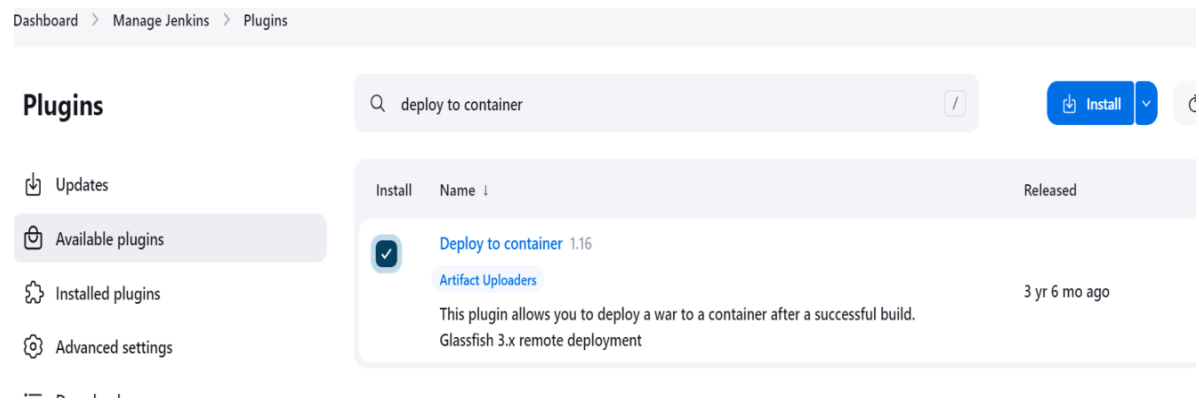 Dashboard > Manage Jenkins > Plugins
Plugins
deploy to container /
Install
Updates
Available plugins
Installed plugins
Advanced settings
Install Name ↓ Released
Deploy to container 1.16
Artifact Uploaders
This plugin allows you to deploy a war to a container after a successful build.
Glassfish 3.x remote deployment
3 yr 6 mo ago